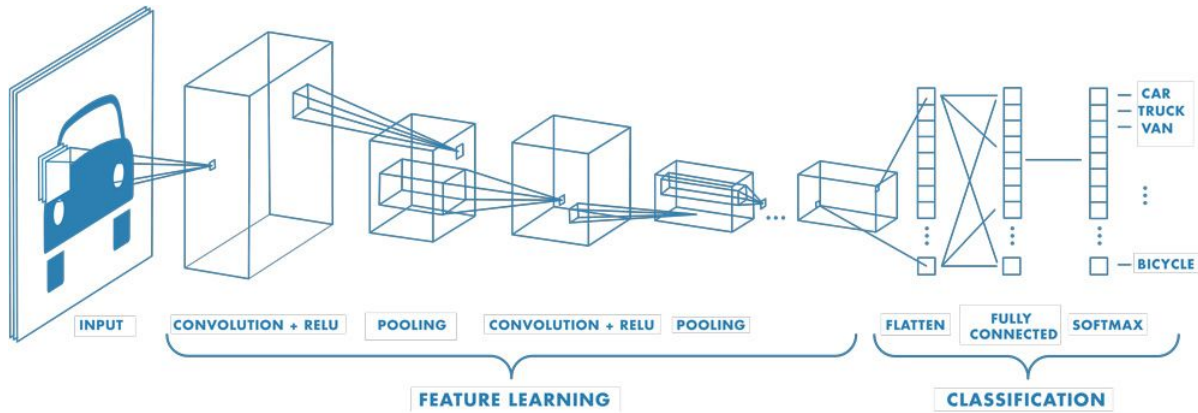 CAR
TRUCK
VAN
BICYCLE
INPUT
CONVOLUTION + RELU
POOLING
CONVOLUTION + RELU
POOLING
FLATTEN
FULLY
CONNECTED
SOFTMAX
FEATURE LEARNING
CLASSIFICATION